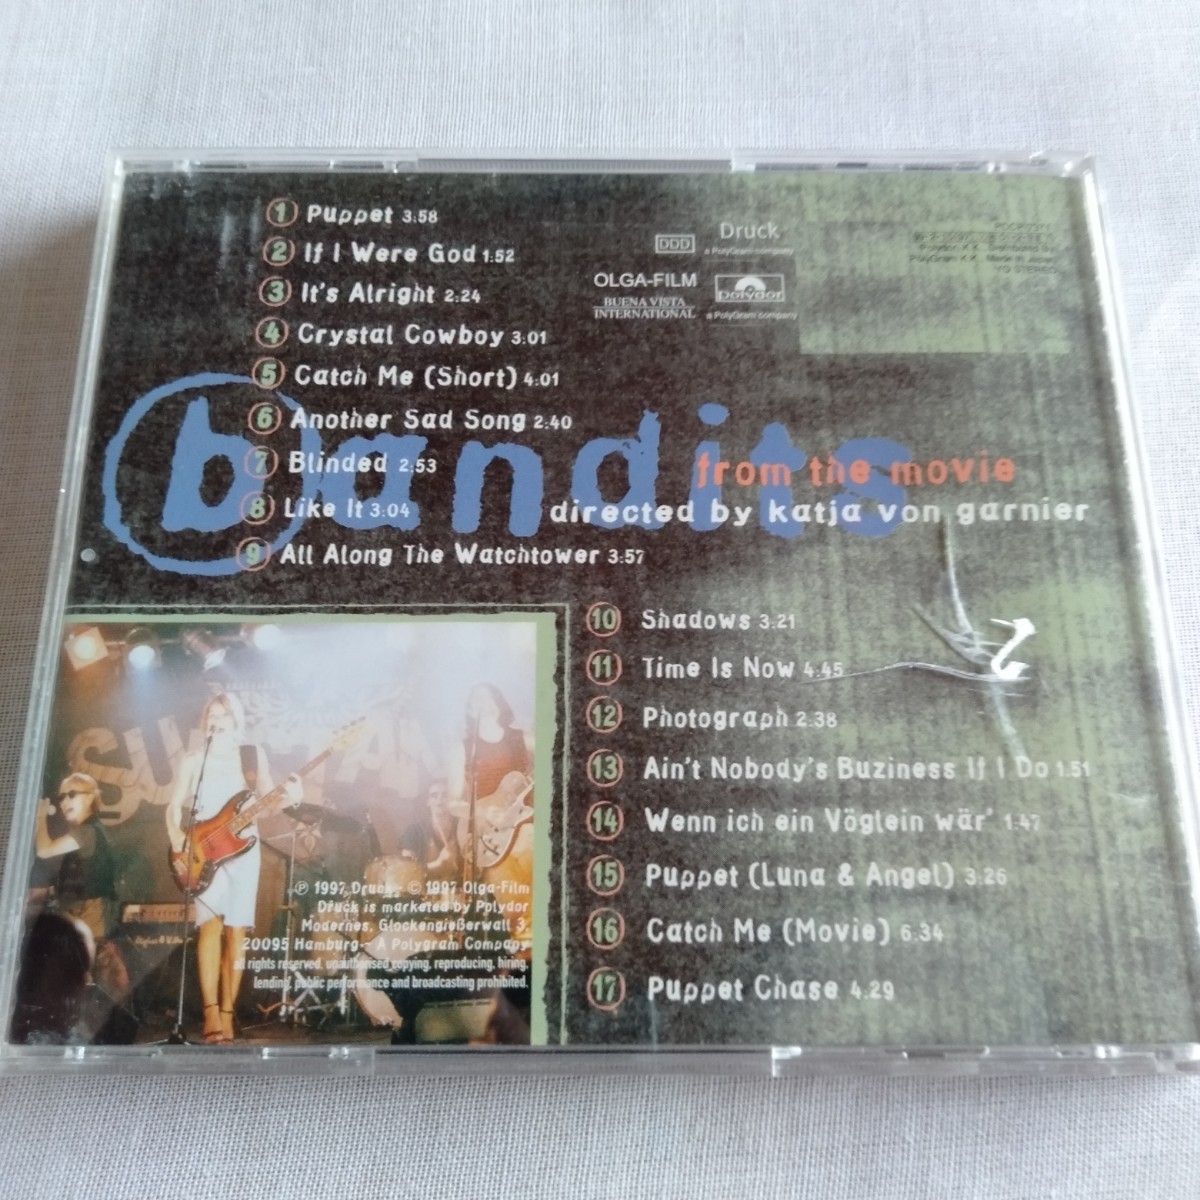 1 Puppet 3:58
2 If I Were God 1:52
3 It's Alright 2:24
4 Crystal Cowboy 3:01
5 Catch Me (Short) 4:01
6 Another Sad Song 2:40
7 Blinded 2:53
8 Like It 3:04
9 All Along The Watchtower 3:57
DDD
Druck
a PolyGram company
OLGA-FILM
BUENA VISTA
INTERNATIONAL
Polydor
a PolyGram company
bandits
from the movie
directed by katja von garnier
10 Shadows 3.21
11 Time Is Now 4:45
12 Photograph 2.38
13 Ain't Nobody's Buziness If I Do 1.51
14 Wenn ich ein Vöglein wär' 1:47
15 Puppet (Luna & Angel) 3.26
16 Catch Me (Movie) 6.34
17 Puppet Chase 4.29
℗ 1997 Druck · © 1997 Olga-Film
Druck is marketed by Polydor
Modernes, Glockengießerwall 3,
20095 Hamburg - A Polygram Company
all rights reserved. unauthorised copying, reproducing, hiring,
lending, public performance and broadcasting prohibited.